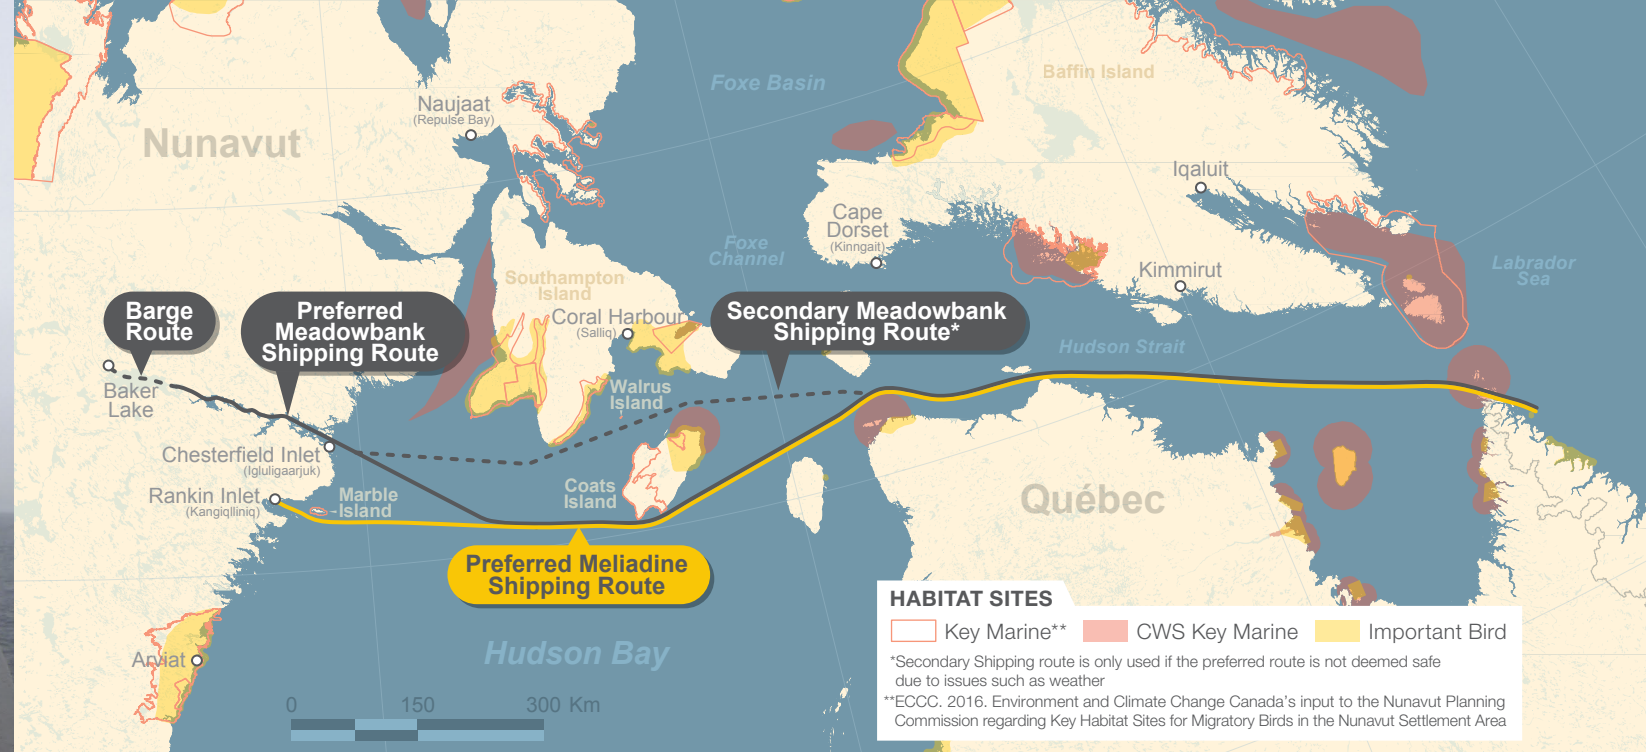 Foxe Basin
Baffin Island
Naujaat
(Repulse Bay)
Nunavut
Iqaluit
Cape
Dorset
(Kinngait)
Foxe
Channel
Labrador
Sea
Kimmirut
Southampton
Island
Barge
Route
Preferred
Meadowbank
Shipping Route
Coral Harbour
(Salliq)
Secondary Meadowbank
Shipping Route*
Hudson Strait
Baker
Lake
Walrus
Island
Chesterfield Inlet
(Igluligaarjuk)
Rankin Inlet
(Kangiqlliniq)
Marble
Island
Coats
Island
Québec
Preferred Meliadine
Shipping Route
Hudson Bay
Arviat
0 150 300 Km
HABITAT SITES
Key Marine** CWS Key Marine Important Bird
*Secondary Shipping route is only used if the preferred route is not deemed safe
due to issues such as weather
**ECCC. 2016. Environment and Climate Change Canada's input to the Nunavut Planning
Commission regarding Key Habitat Sites for Migratory Birds in the Nunavut Settlement Area